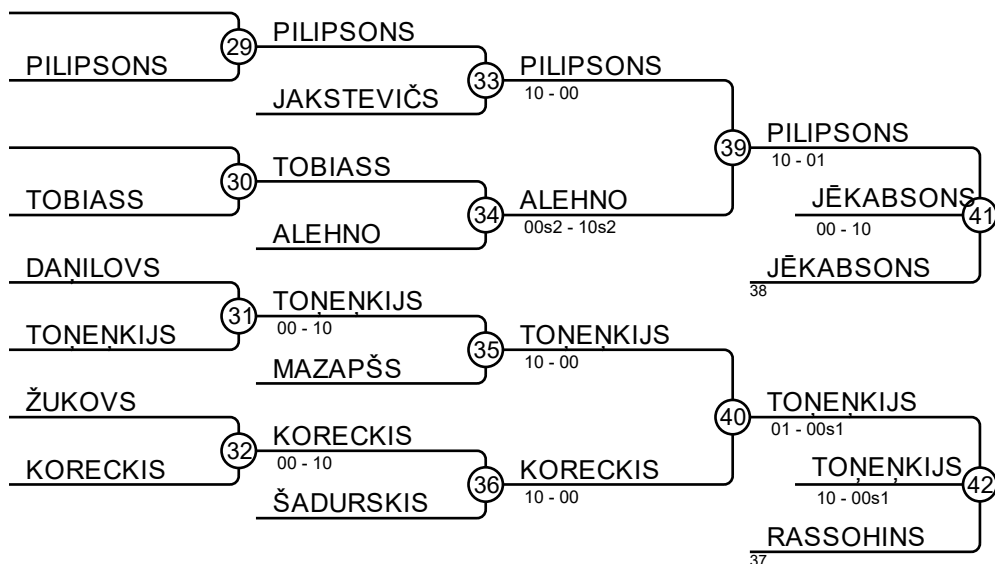 PILIPSONS
29
PILIPSONS
JAKSTEVIČS
33
PILIPSONS
10 - 00
TOBIASS
30
TOBIASS
ALEHNO
34
ALEHNO
00s2 - 10s2
39
PILIPSONS
10 - 01
JĒKABSONS
00 - 10
41
JĒKABSONS
38
DAŅILOVS
TOŅEŅKIJS
31
TOŅEŅKIJS
00 - 10
MAZAPŠS
35
TOŅEŅKIJS
10 - 00
ŽUKOVS
KORECKIS
32
KORECKIS
00 - 10
ŠADURSKIS
36
KORECKIS
10 - 00
40
TOŅEŅKIJS
01 - 00s1
TOŅEŅKIJS
10 - 00s1
42
RASSOHINS
37